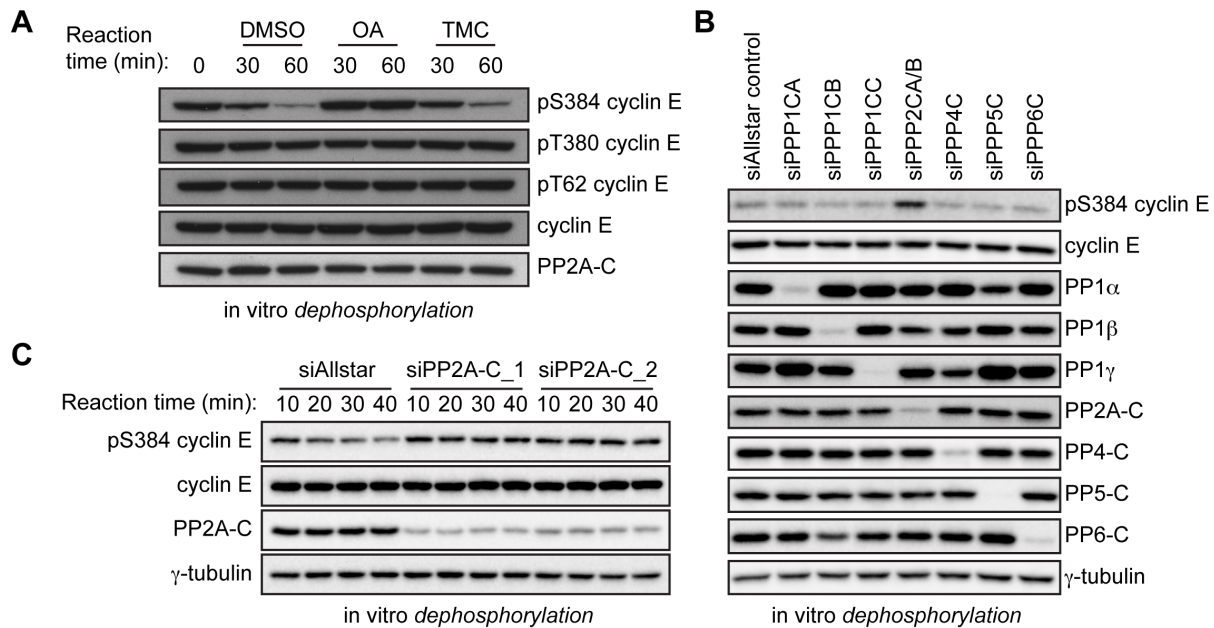 A
Reaction time (min):
DMSO OA TMC
0 30 60 30 60 30 60
pS384 cyclin E
pT380 cyclin E
pT62 cyclin E
cyclin E
PP2A-C
in vitro dephosphorylation
B
siAllstar control
siPPP1CA
siPPP1CB
siPPP1CC
siPPP2CA/B
siPPP4C
siPPP5C
siPPP6C
pS384 cyclin E
cyclin E
PP1α
PP1β
PP1γ
PP2A-C
PP4-C
PP5-C
PP6-C
γ-tubulin
in vitro dephosphorylation
C
siAllstar siPP2A-C_1 siPP2A-C_2
Reaction time (min): 10 20 30 40 10 20 30 40 10 20 30 40
pS384 cyclin E
cyclin E
PP2A-C
γ-tubulin
in vitro dephosphorylation